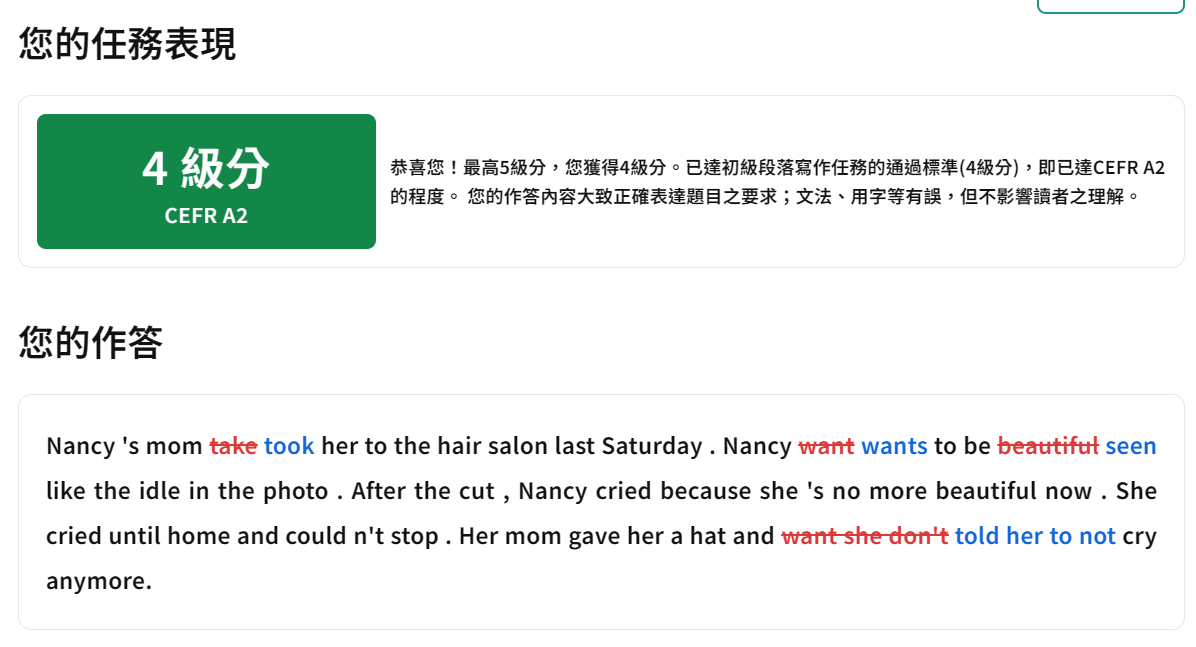 您的任務表現
4 級分
CEFR A2
恭喜您！最高5級分，您獲得4級分。已達初級段落寫作任務的通過標準(4級分)，即已達CEFR A2
的程度。 您的作答內容大致正確表達題目之要求；文法、用字等有誤，但不影響讀者之理解。
您的作答
Nancy 's mom take took her to the hair salon last Saturday . Nancy want wants to be beautiful seen
like the idle in the photo . After the cut , Nancy cried because she 's no more beautiful now . She
cried until home and could n't stop . Her mom gave her a hat and want she don't told her to not cry
anymore.